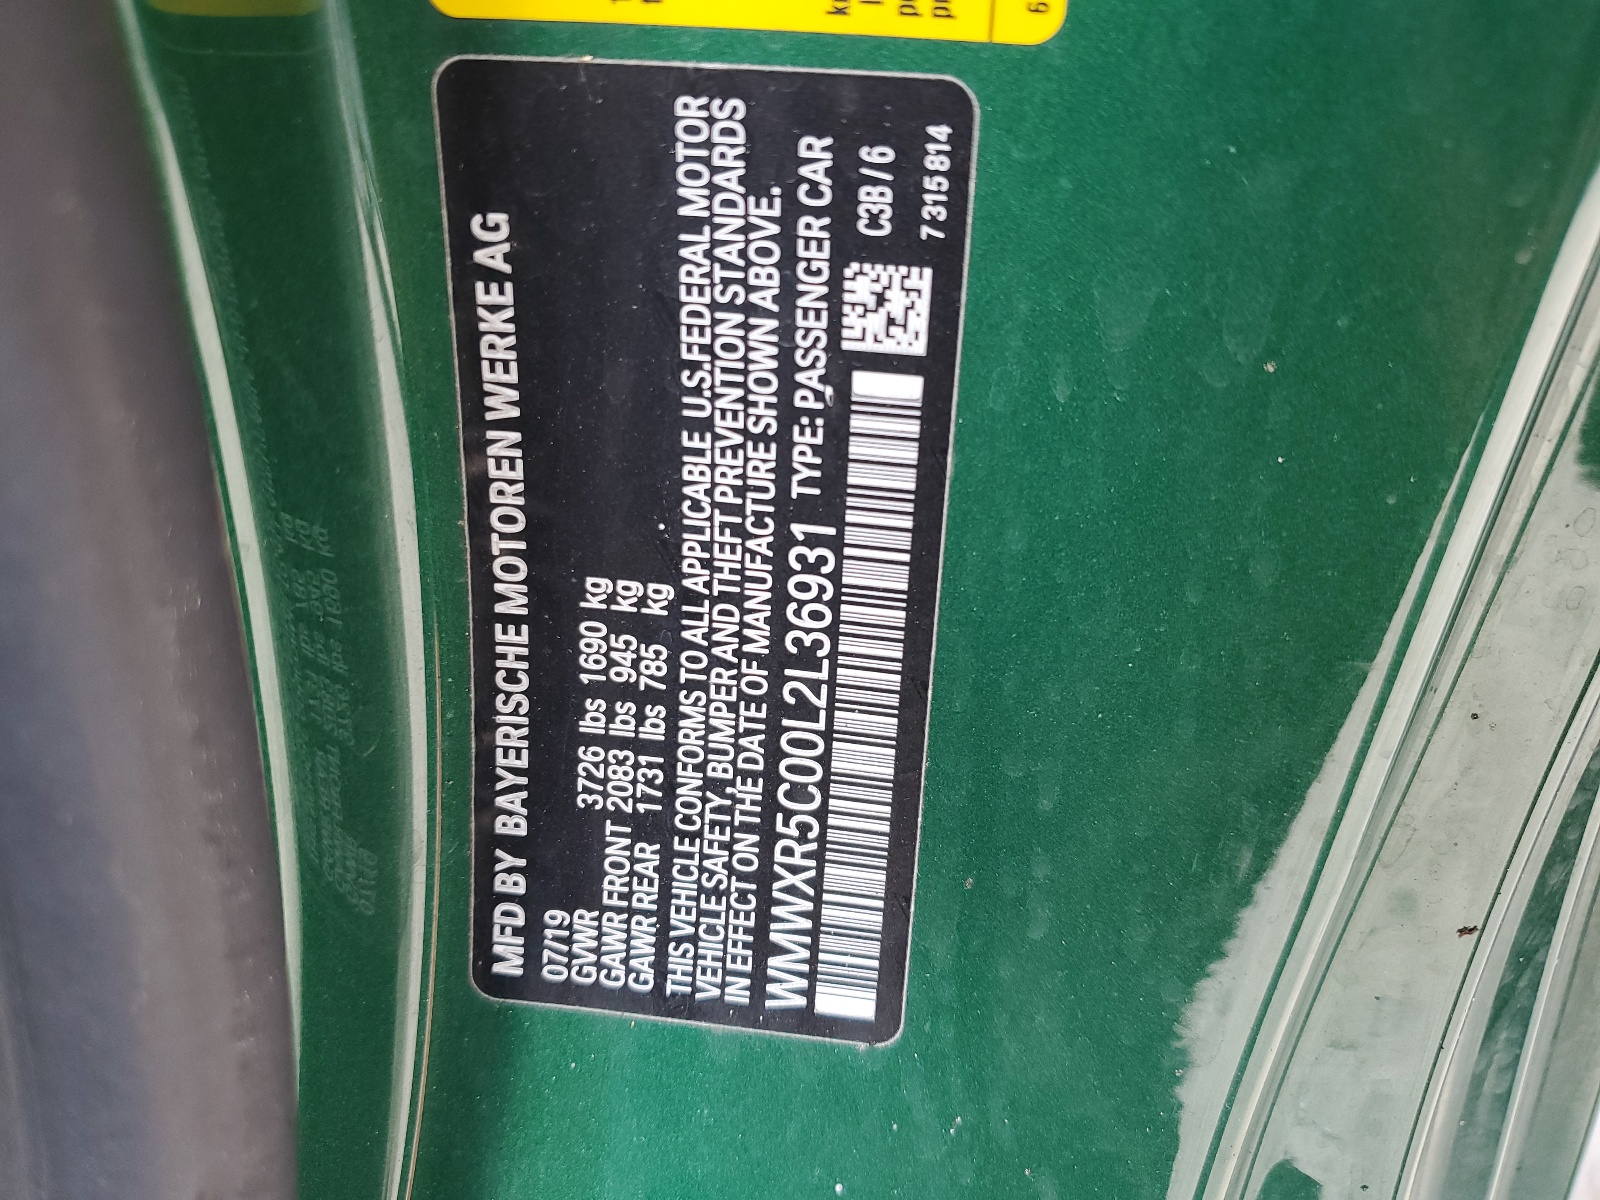 MFD BY BAYERISCHE MOTOREN WERKE AG
07/19
GVWR 3726 lbs 1690 kg
GAWR FRONT 2083 lbs 945 kg
GAWR REAR 1731 lbs 785 kg
THIS VEHICLE CONFORMS TO ALL APPLICABLE U.S.FEDERAL MOTOR
VEHICLE SAFETY, BUMPER AND THEFT PREVENTION STANDARDS
IN EFFECT ON THE DATE OF MANUFACTURE SHOWN ABOVE.
WMWXR5C00L2L36931 TYPE: PASSENGER CAR
C3B / 6
7 315 814